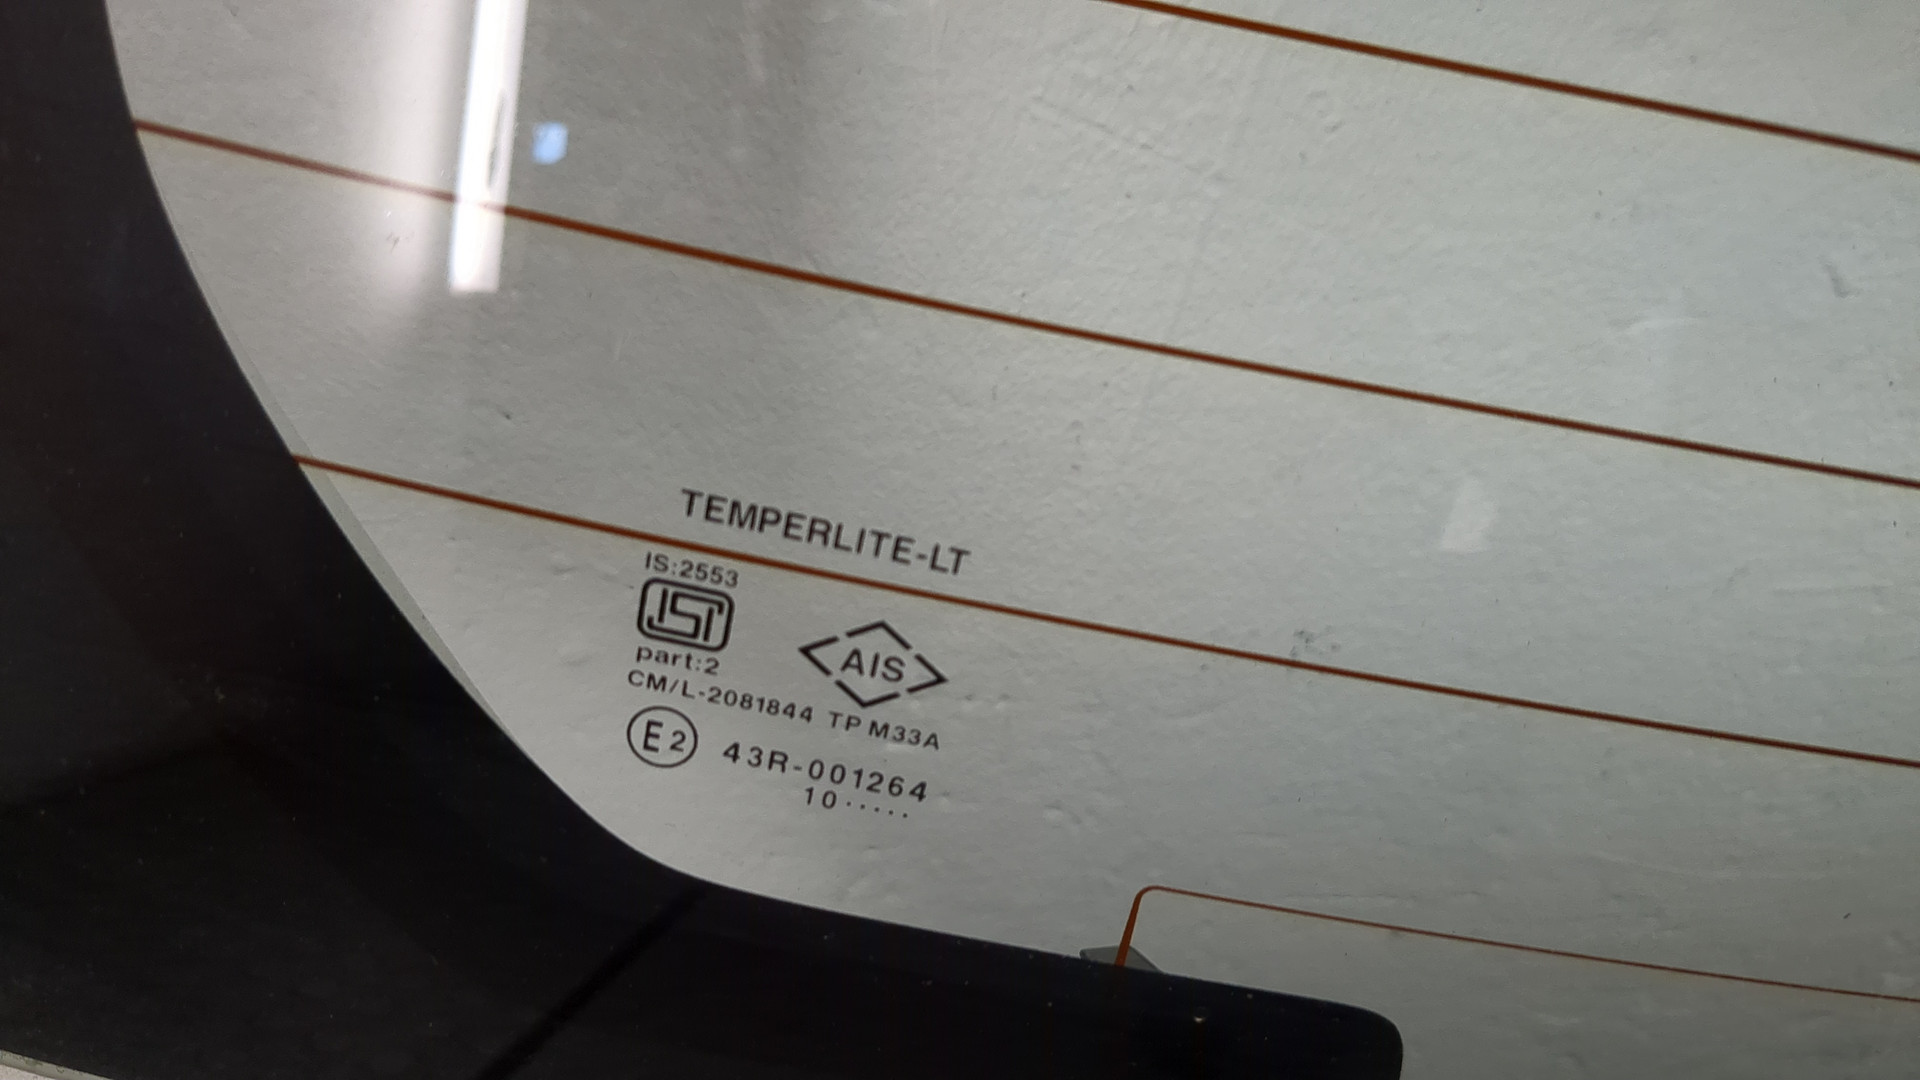 TEMPERLITE-LT
IS:2553
ISI
part:2
AIS
CM/L-2081844 TP M33A
E2 43R-001264
10.....